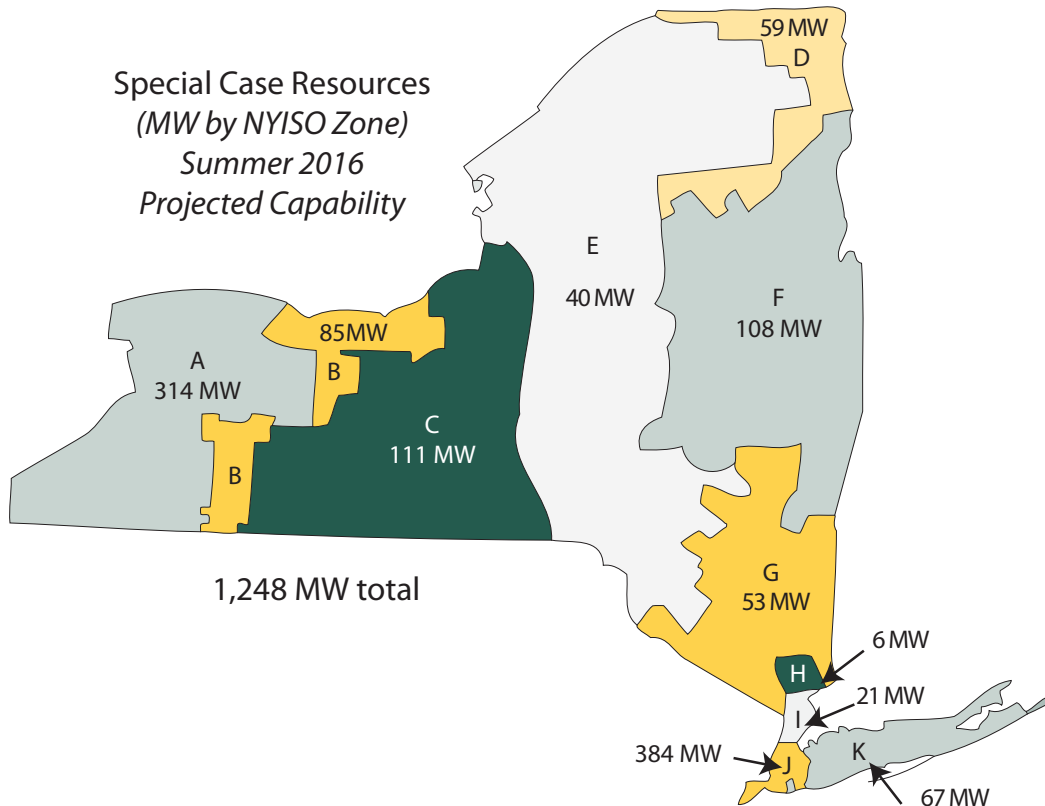 Special Case Resources
(MW by NYISO Zone)
Summer 2016
Projected Capability
59 MW
D
E
40 MW
F
108 MW
85MW
B
A
314 MW
C
111 MW
B
1,248 MW total
G
53 MW
6 MW
H
21 MW
I
384 MW
J
K
67 MW